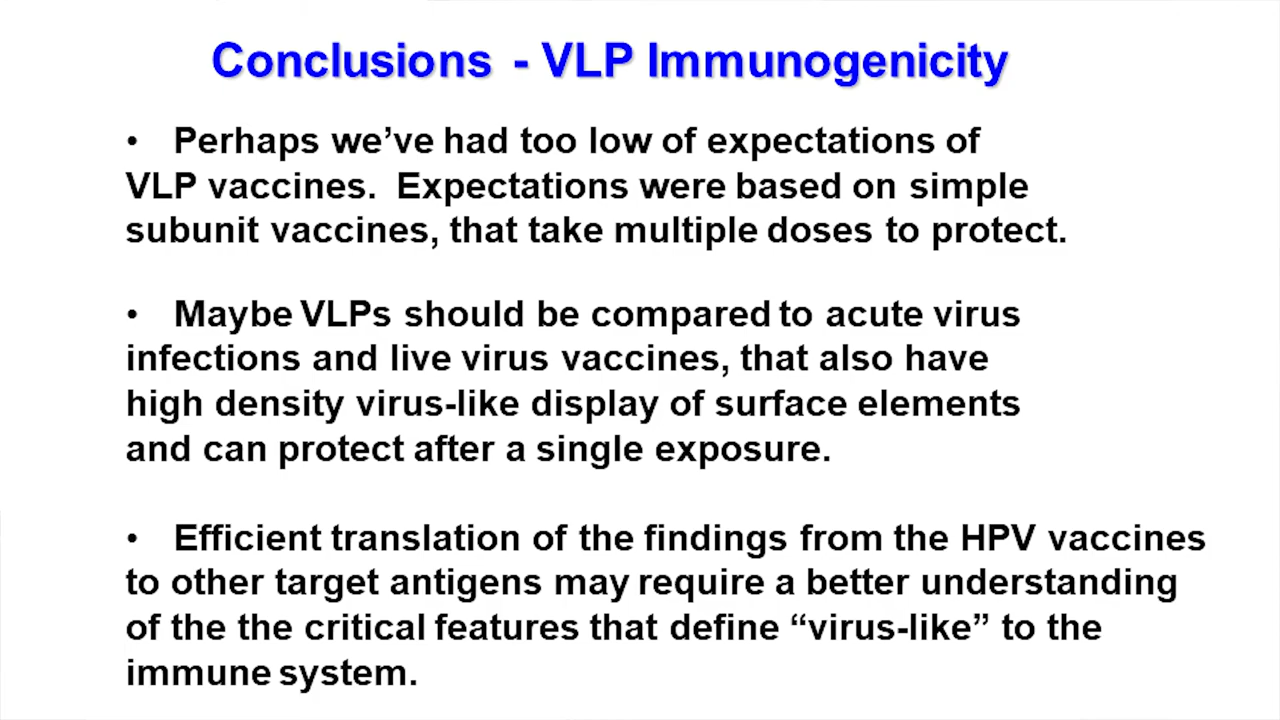 Conclusions - VLP Immunogenicity
• Perhaps we’ve had too low of expectations of
VLP vaccines. Expectations were based on simple
subunit vaccines, that take multiple doses to protect.
• Maybe VLPs should be compared to acute virus
infections and live virus vaccines, that also have
high density virus-like display of surface elements
and can protect after a single exposure.
• Efficient translation of the findings from the HPV vaccines
to other target antigens may require a better understanding
of the the critical features that define “virus-like” to the
immune system.